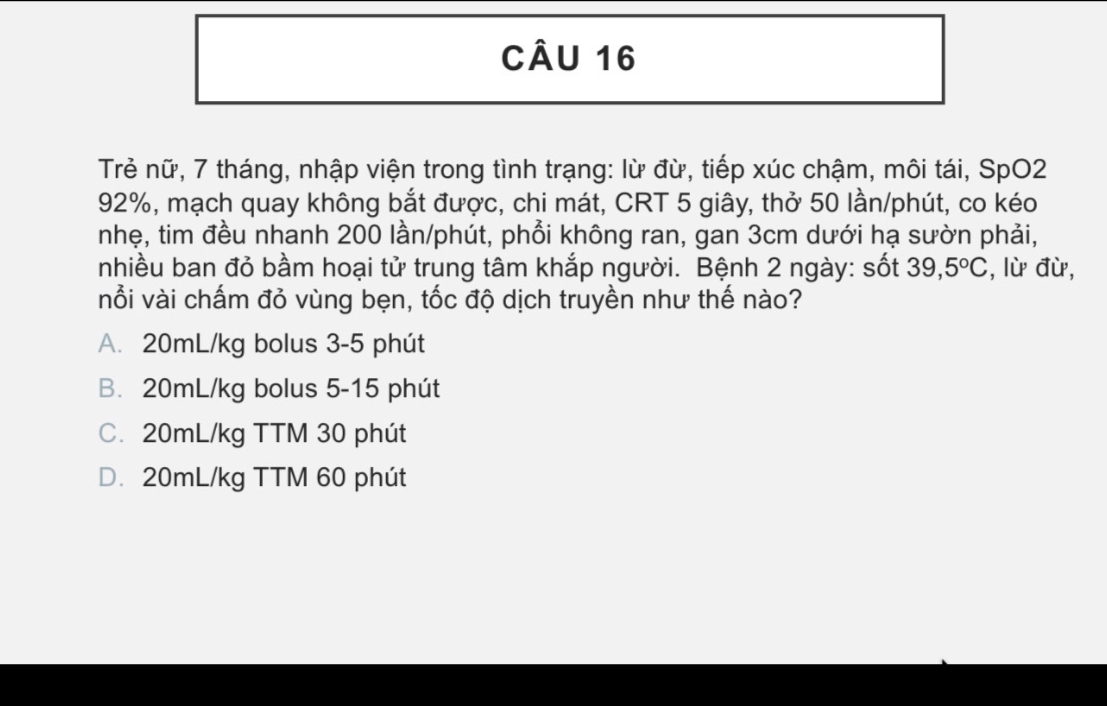 CÂU 16
Trẻ nữ, 7 tháng, nhập viện trong tình trạng: lừ đừ, tiếp xúc chậm, môi tái, SpO2
92%, mạch quay không bắt được, chi mát, CRT 5 giây, thở 50 lần/phút, co kéo
nhẹ, tim đều nhanh 200 lần/phút, phổi không ran, gan 3cm dưới hạ sườn phải,
nhiều ban đỏ bầm hoại tử trung tâm khắp người. Bệnh 2 ngày: sốt 39,5ºC, lừ đừ,
nổi vài chấm đỏ vùng bẹn, tốc độ dịch truyền như thế nào?
A. 20mL/kg bolus 3-5 phút
B. 20mL/kg bolus 5-15 phút
C. 20mL/kg TTM 30 phút
D. 20mL/kg TTM 60 phút